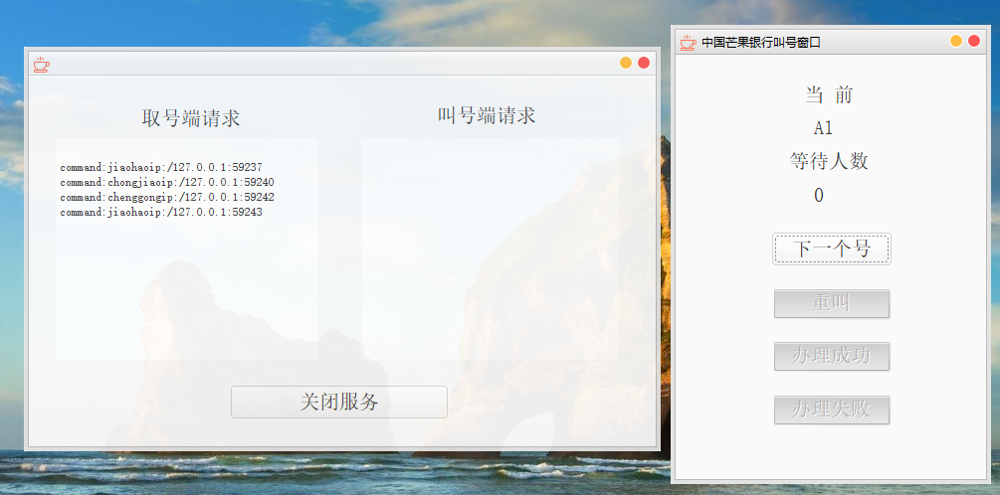 取号端请求
叫号端请求
command:jiaohaoip:/127.0.0.1:59237
command:chongjiaoip:/127.0.0.1:59240
command:chenggongip:/127.0.0.1:59242
command:jiaohaoip:/127.0.0.1:59243
关闭服务
中国芒果银行叫号窗口
当 前
A1
等待人数
0
下一个号
重叫
办理成功
办理失败